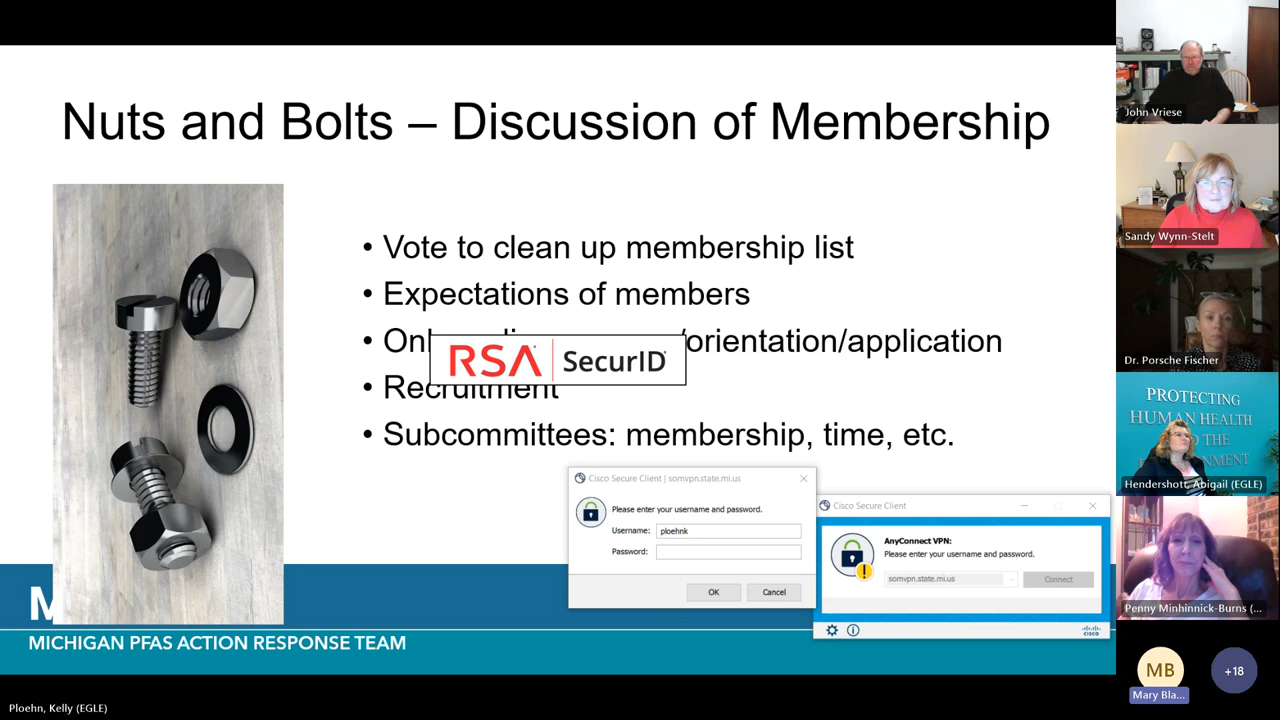 Nuts and Bolts – Discussion of Membership
• Vote to clean up membership list
• Expectations of members
/orientation/application
RSA SecurID
Recruitment
• Subcommittees: membership, time, etc.
Cisco Secure Client | somvpn.state.mi.us
Please enter your username and password.
Username: ploehnk
Password:
OK Cancel
Cisco Secure Client
AnyConnect VPN:
Please enter your username and password.
somvpn.state.mi.us Connect
CISCO
M
MICHIGAN PFAS ACTION RESPONSE TEAM
Ploehn, Kelly (EGLE)
John Vriese
Sandy Wynn-Stelt
Dr. Porsche Fischer
PROTECTING
HUMAN HEALTH
Hendershott, Abigail (EGLE)
Penny Minhinnick-Burns (...
MB
+18
Mary Bla...